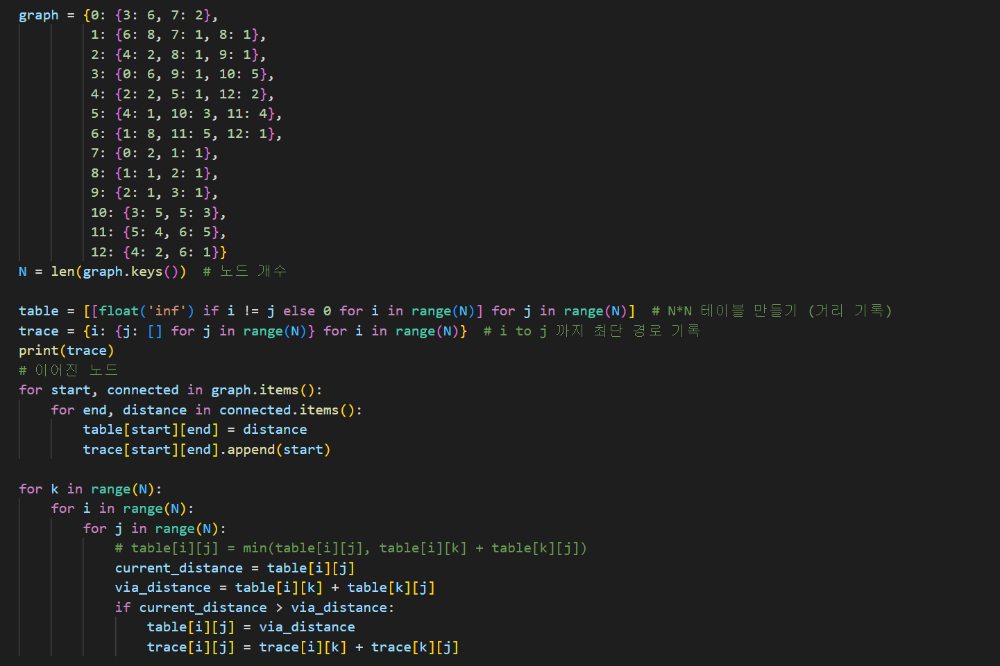 graph = {0: {3: 6, 7: 2},
1: {6: 8, 7: 1, 8: 1},
2: {4: 2, 8: 1, 9: 1},
3: {0: 6, 9: 1, 10: 5},
4: {2: 2, 5: 1, 12: 2},
5: {4: 1, 10: 3, 11: 4},
6: {1: 8, 11: 5, 12: 1},
7: {0: 2, 1: 1},
8: {1: 1, 2: 1},
9: {2: 1, 3: 1},
10: {3: 5, 5: 3},
11: {5: 4, 6: 5},
12: {4: 2, 6: 1}}
N = len(graph.keys())  # 노드 개수
table = [[float('inf') if i != j else 0 for i in range(N)] for j in range(N)]  # N*N 테이블 만들기 (거리 기록)
trace = {i: {j: [] for j in range(N)} for i in range(N)}  # i to j 까지 최단 경로 기록
print(trace)
# 이어진 노드
for start, connected in graph.items():
for end, distance in connected.items():
table[start][end] = distance
trace[start][end].append(start)
for k in range(N):
for i in range(N):
for j in range(N):
# table[i][j] = min(table[i][j], table[i][k] + table[k][j])
current_distance = table[i][j]
via_distance = table[i][k] + table[k][j]
if current_distance > via_distance:
table[i][j] = via_distance
trace[i][j] = trace[i][k] + trace[k][j]